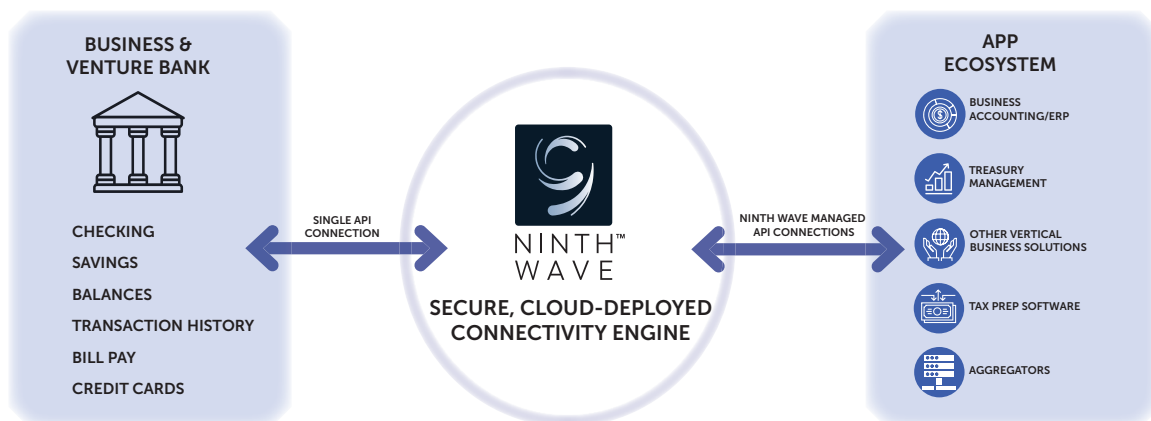 BUSINESS &
VENTURE BANK
CHECKING
SAVINGS
BALANCES
TRANSACTION HISTORY
BILL PAY
CREDIT CARDS
SINGLE API
CONNECTION
NINTH™
WAVE
SECURE, CLOUD-DEPLOYED
CONNECTIVITY ENGINE
NINTH WAVE MANAGED
API CONNECTIONS
APP
ECOSYSTEM
$
BUSINESS
ACCOUNTING/ERP
TREASURY
MANAGEMENT
OTHER VERTICAL
BUSINESS SOLUTIONS
TAX PREP SOFTWARE
AGGREGATORS